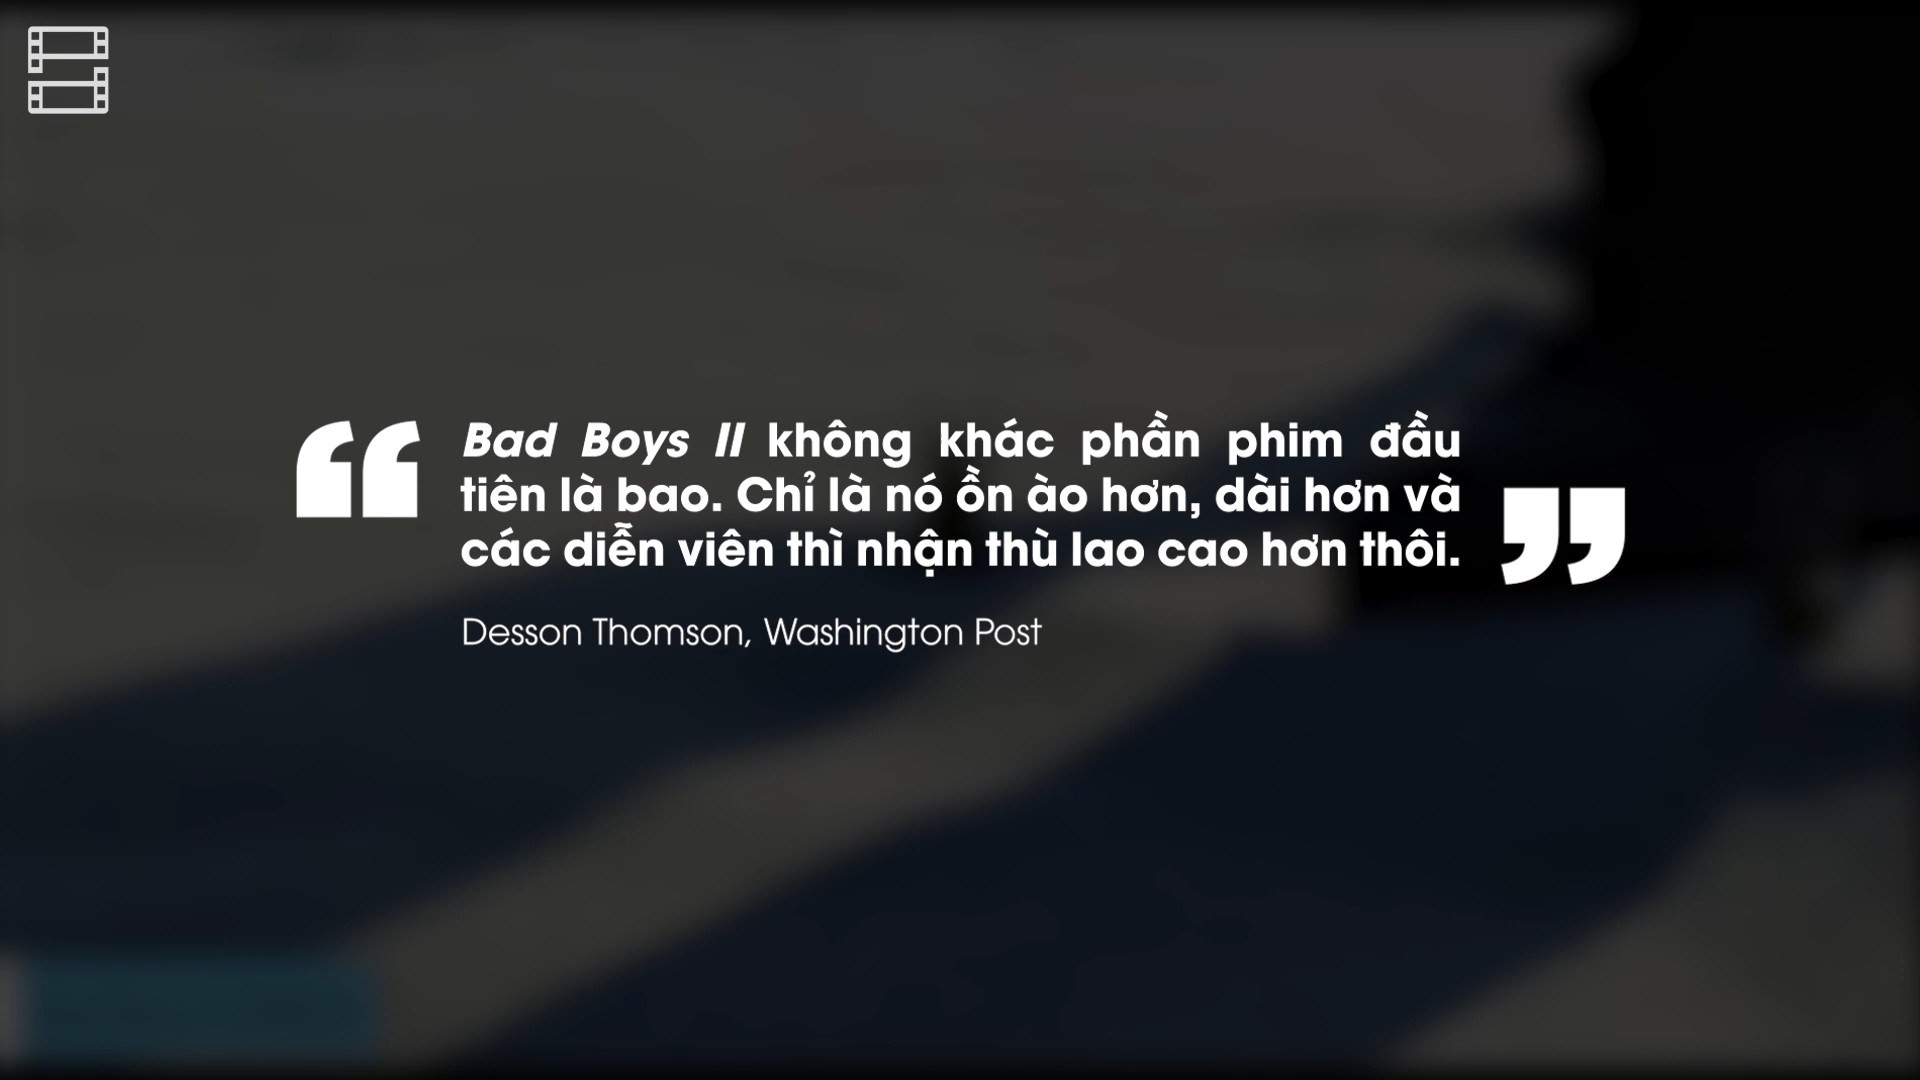 Bad Boys II không khác phần phim đầu
tiên là bao. Chỉ là nó ồn ào hơn, dài hơn và
các diễn viên thì nhận thù lao cao hơn thôi.
Desson Thomson, Washington Post